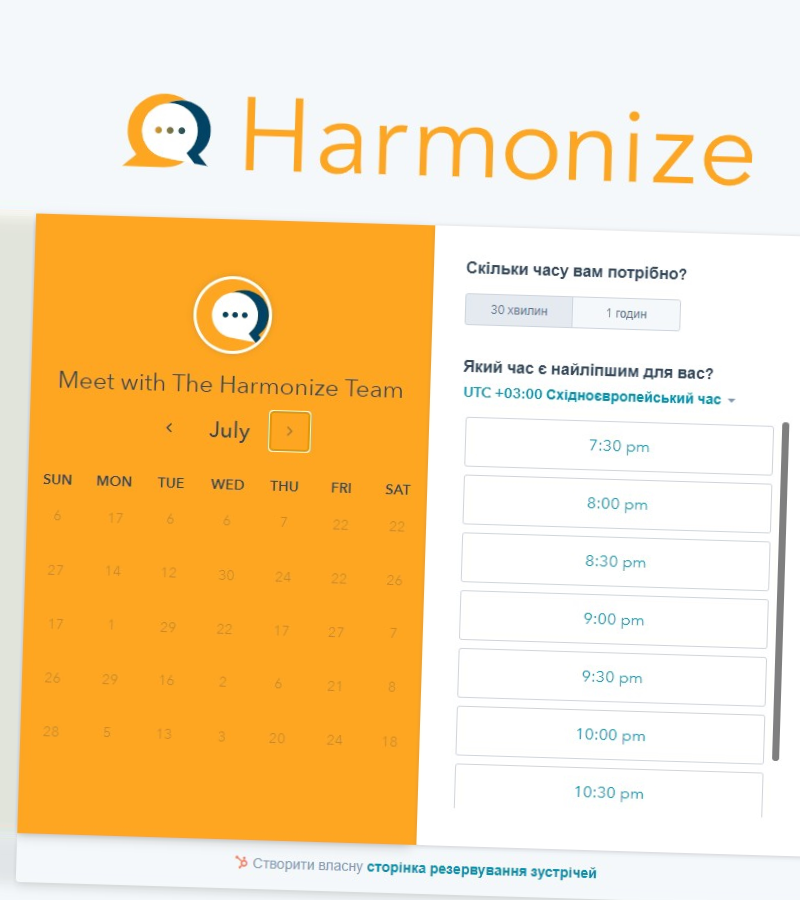 Harmonize
Meet with The Harmonize Team
July
SUN MON TUE WED THU FRI SAT
6 17 6 6 7 22 22
27 14 12 30 24 22 26
17 1 29 22 17 27 7
26 29 16 2 6 21 8
28 5 13 3 20 24 18
Скільки часу вам потрібно?
30 хвилин 1 годин
Який час є найліпшим для вас?
UTC +03:00 Східноєвропейський час
7:30 pm
8:00 pm
8:30 pm
9:00 pm
9:30 pm
10:00 pm
10:30 pm
Створити власну сторінка резервування зустрічей